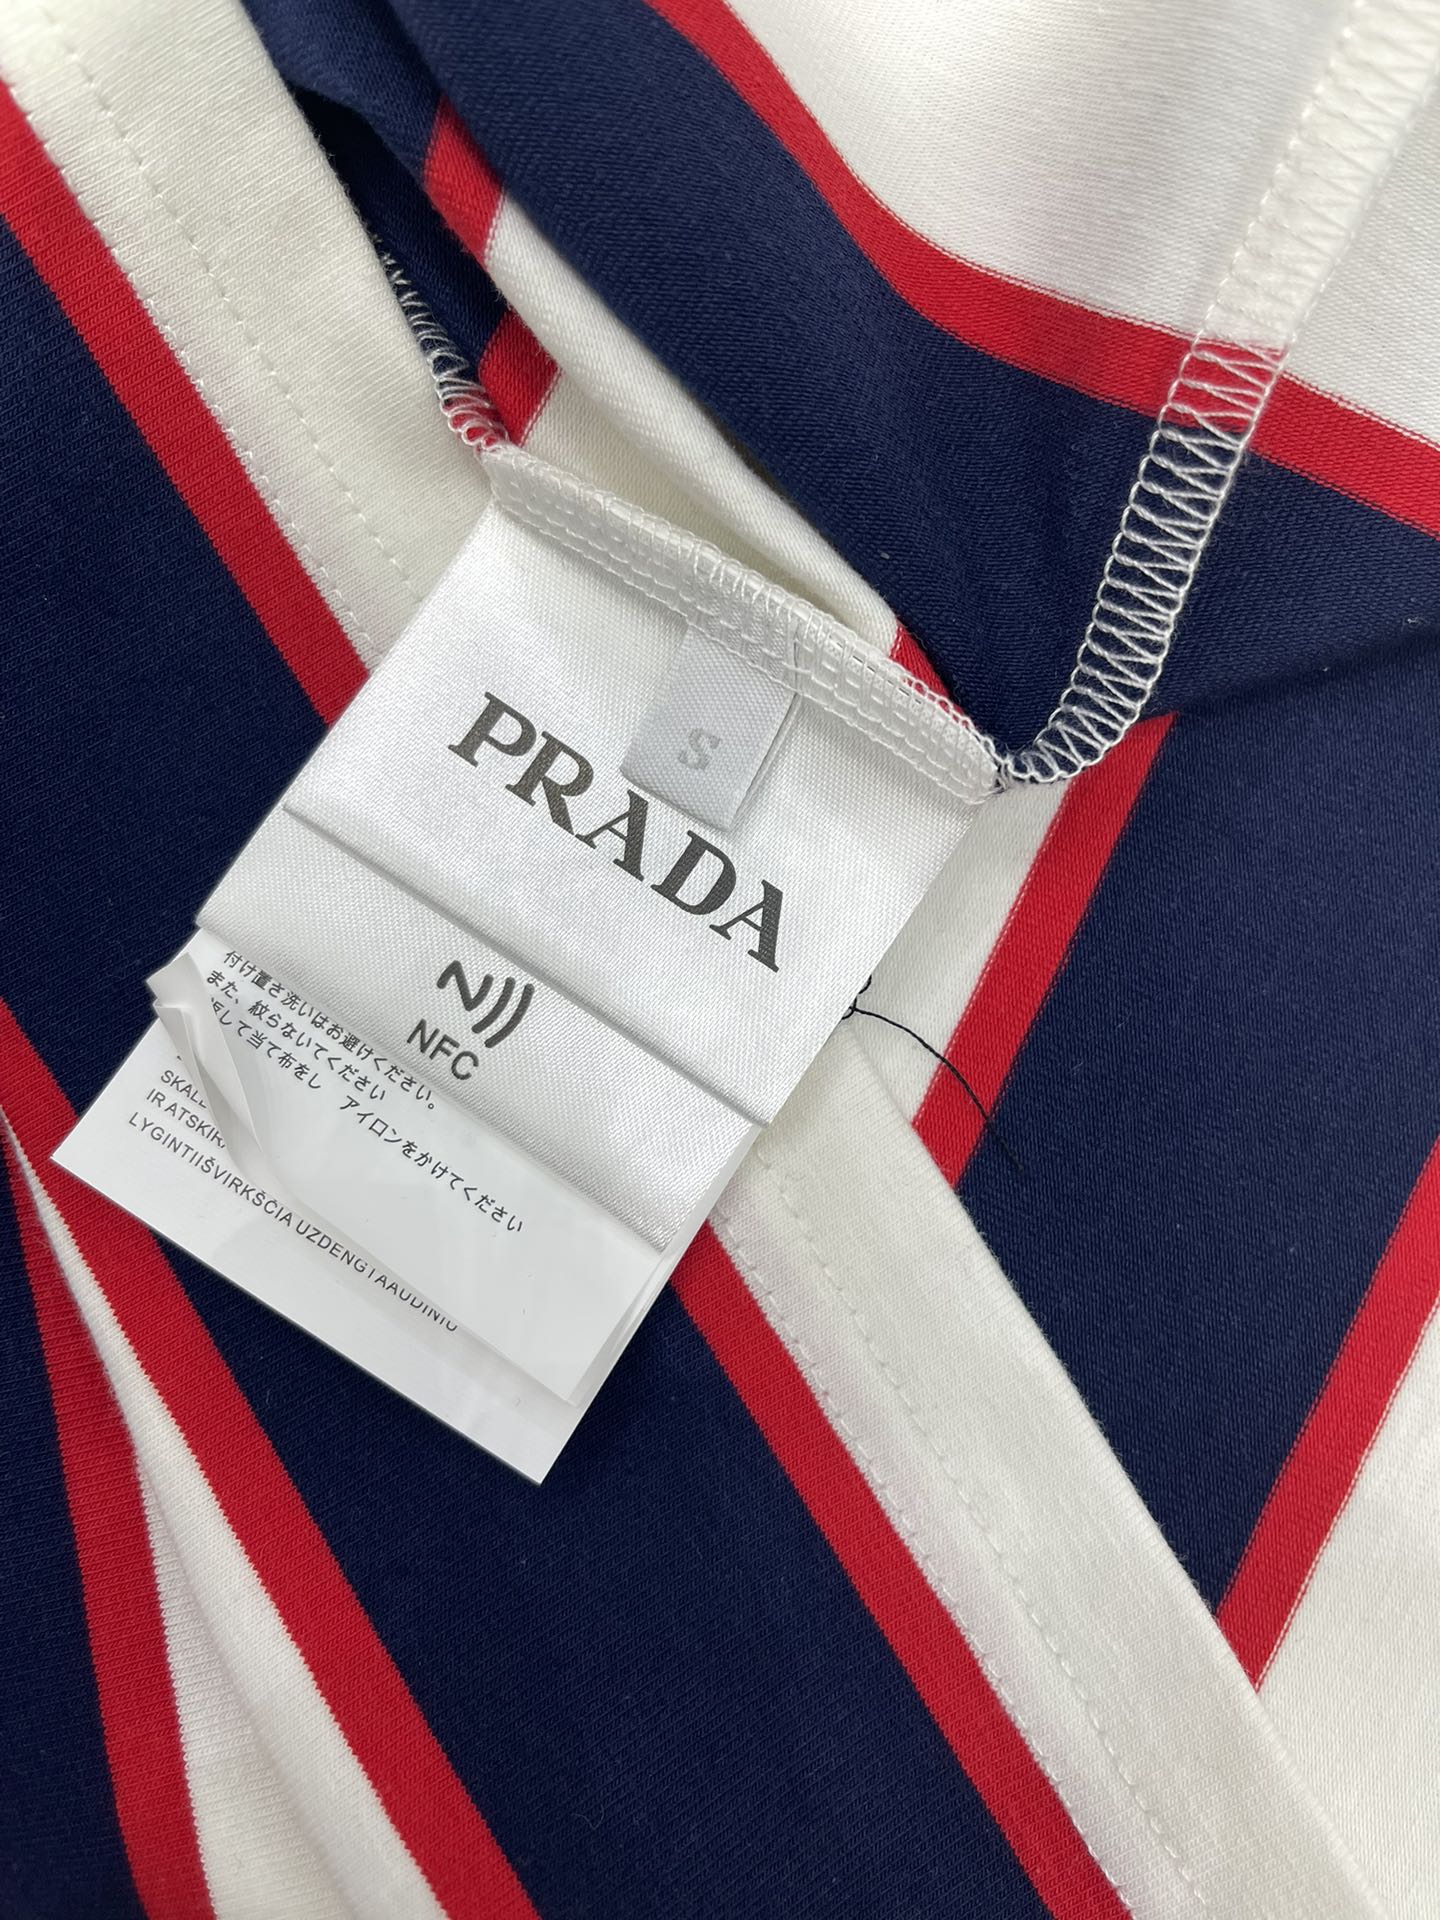 S
PRADA
NFC
付け置き洗いはお避けください。
また、絞らないでください
して当て布をし アイロンをかけてください
IR ATSKIR
LYGINTI IŠVIRKŠČIA UZDENGTA AUDINIU